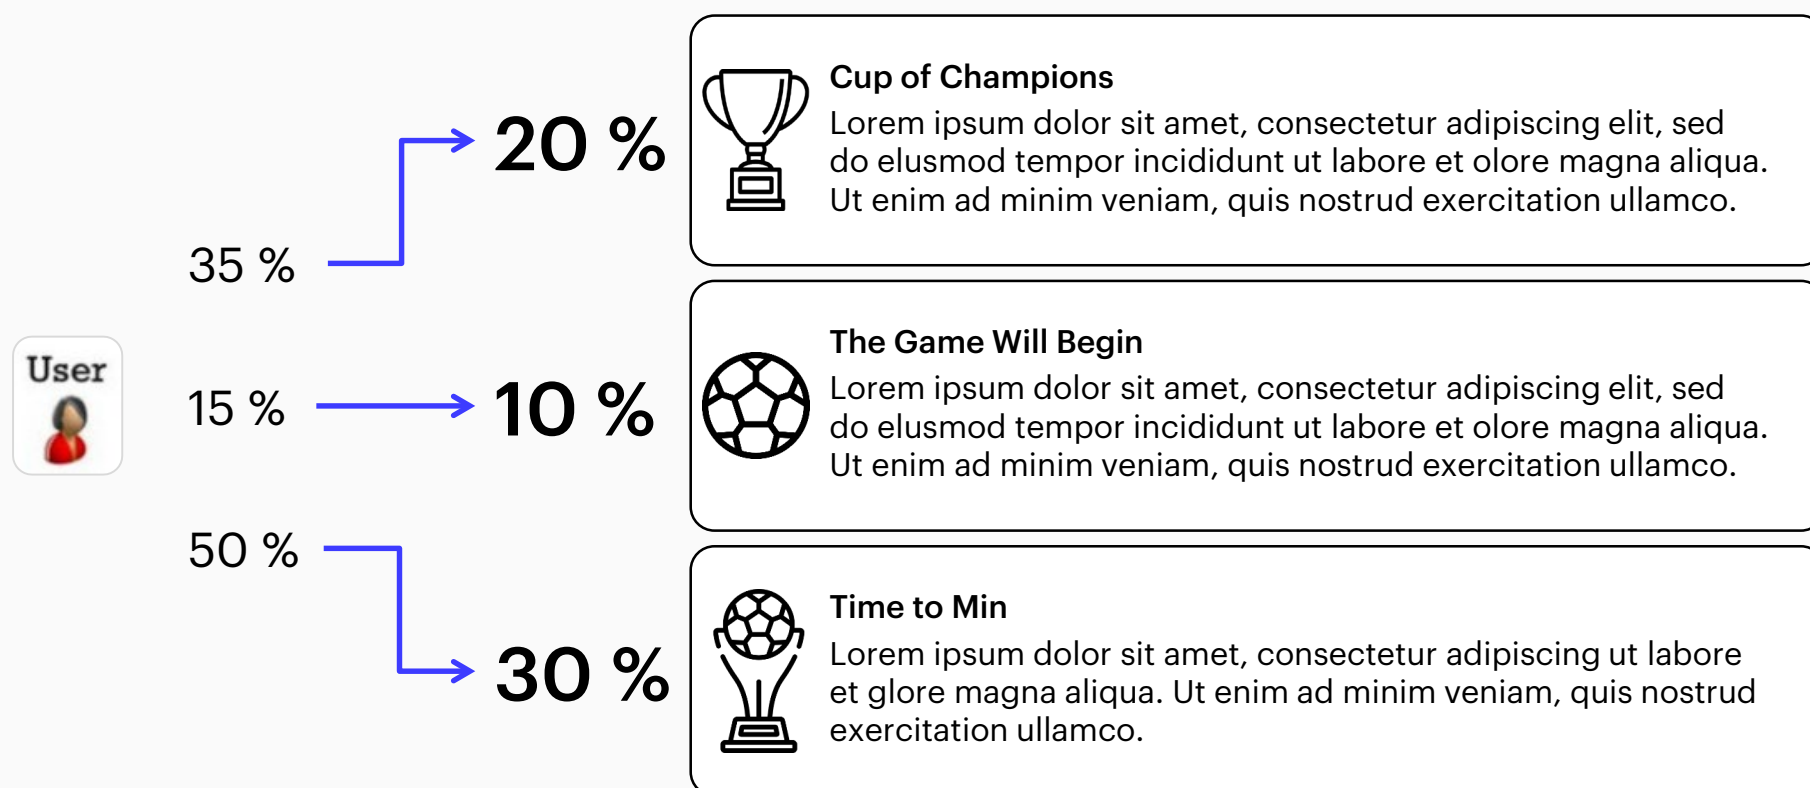 User
35 %
15 %
50 %
20 %
10 %
30 %
Cup of Champions
Lorem ipsum dolor sit amet, consectetur adipiscing elit, sed
do elusmod tempor incididunt ut labore et olore magna aliqua.
Ut enim ad minim veniam, quis nostrud exercitation ullamco.
The Game Will Begin
Lorem ipsum dolor sit amet, consectetur adipiscing elit, sed
do elusmod tempor incididunt ut labore et olore magna aliqua.
Ut enim ad minim veniam, quis nostrud exercitation ullamco.
Time to Min
Lorem ipsum dolor sit amet, consectetur adipiscing ut labore
et glore magna aliqua. Ut enim ad minim veniam, quis nostrud
exercitation ullamco.